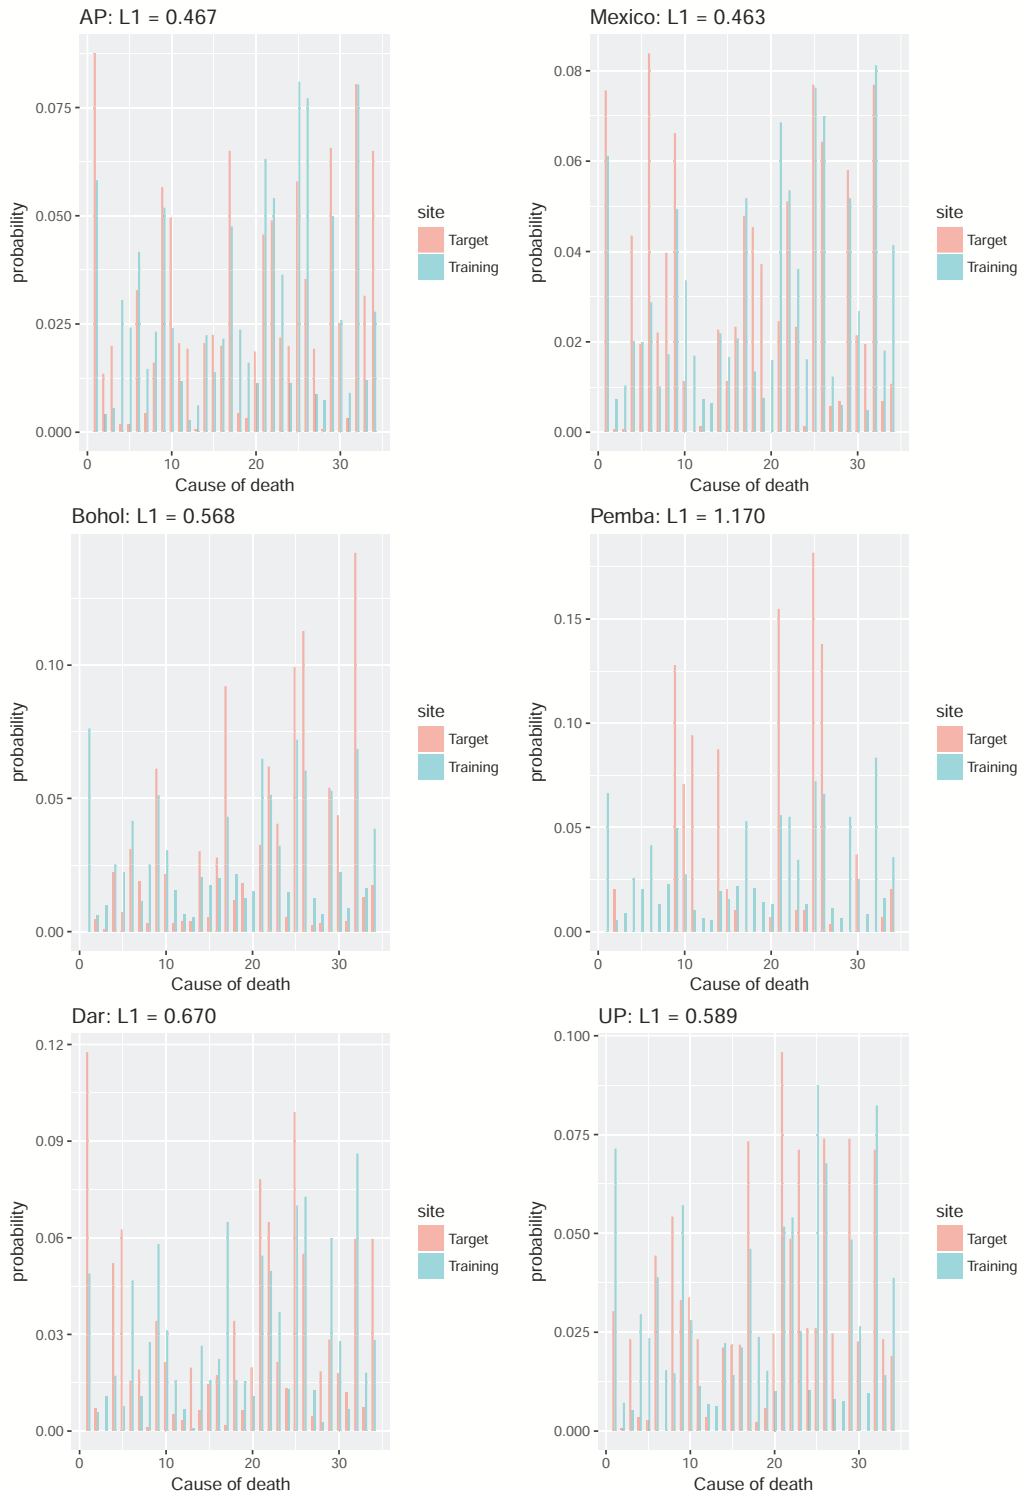 AP: L1 = 0.467
probability
0.075
0.050
0.025
0.000
0
10
20
30
Cause of death
site
Target
Training
Mexico: L1 = 0.463
probability
0.08
0.06
0.04
0.02
0.00
0
10
20
30
Cause of death
site
Target
Training
Bohol: L1 = 0.568
probability
0.10
0.05
0.00
0
10
20
30
Cause of death
site
Target
Training
Pemba: L1 = 1.170
probability
0.15
0.10
0.05
0.00
0
10
20
30
Cause of death
site
Target
Training
Dar: L1 = 0.670
probability
0.12
0.09
0.06
0.03
0.00
0
10
20
30
Cause of death
site
Target
Training
UP: L1 = 0.589
probability
0.100
0.075
0.050
0.025
0.000
0
10
20
30
Cause of death
site
Target
Training